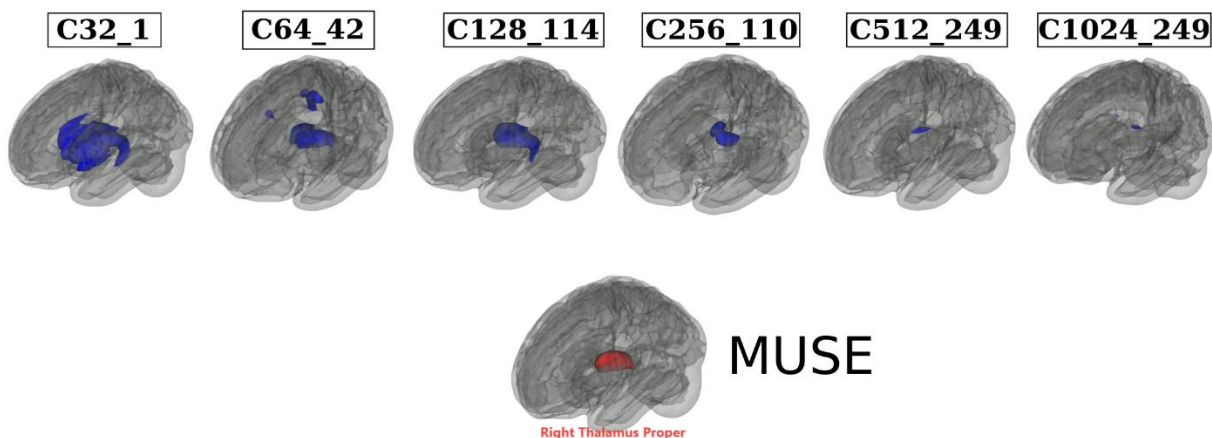 C32_1
C64_42
C128_114
C256_110
C512_249
C1024_249
MUSE
Right Thalamus Proper